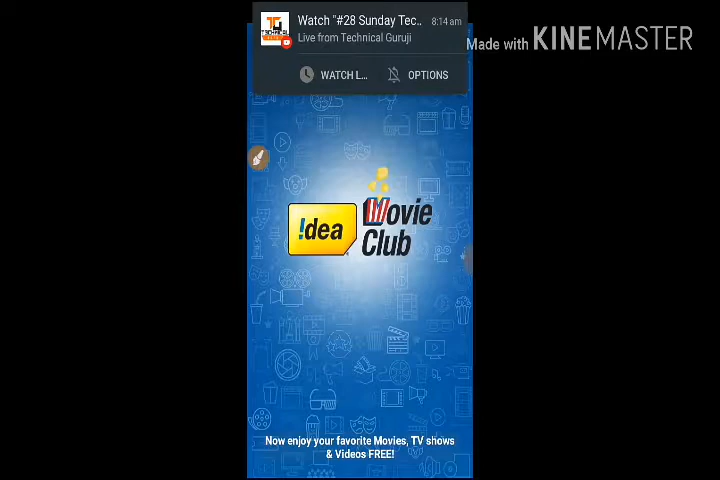 Watch "#28 Sunday Tec..
8:14 am
Live from Technical Guruji
WATCH L...
OPTIONS
Made with KINEMASTER
TECHNICAL
!dea
Movie
Club
Now enjoy your favorite Movies, TV shows
& Videos FREE!